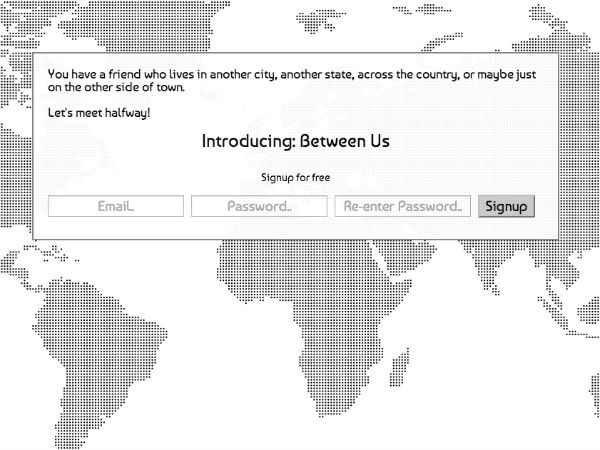 You have a friend who lives in another city, another state, across the country, or maybe just
on the other side of town.
Let's meet halfway!
Introducing: Between Us
Signup for free
Email..
Password..
Re-enter Password..
Signup